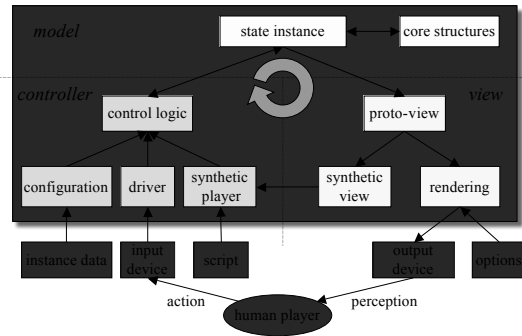 model
state instance
core structures
controller
view
control logic
proto-view
configuration
driver
synthetic
player
synthetic
view
rendering
instance data
input
device
script
output
device
options
action
perception
human player